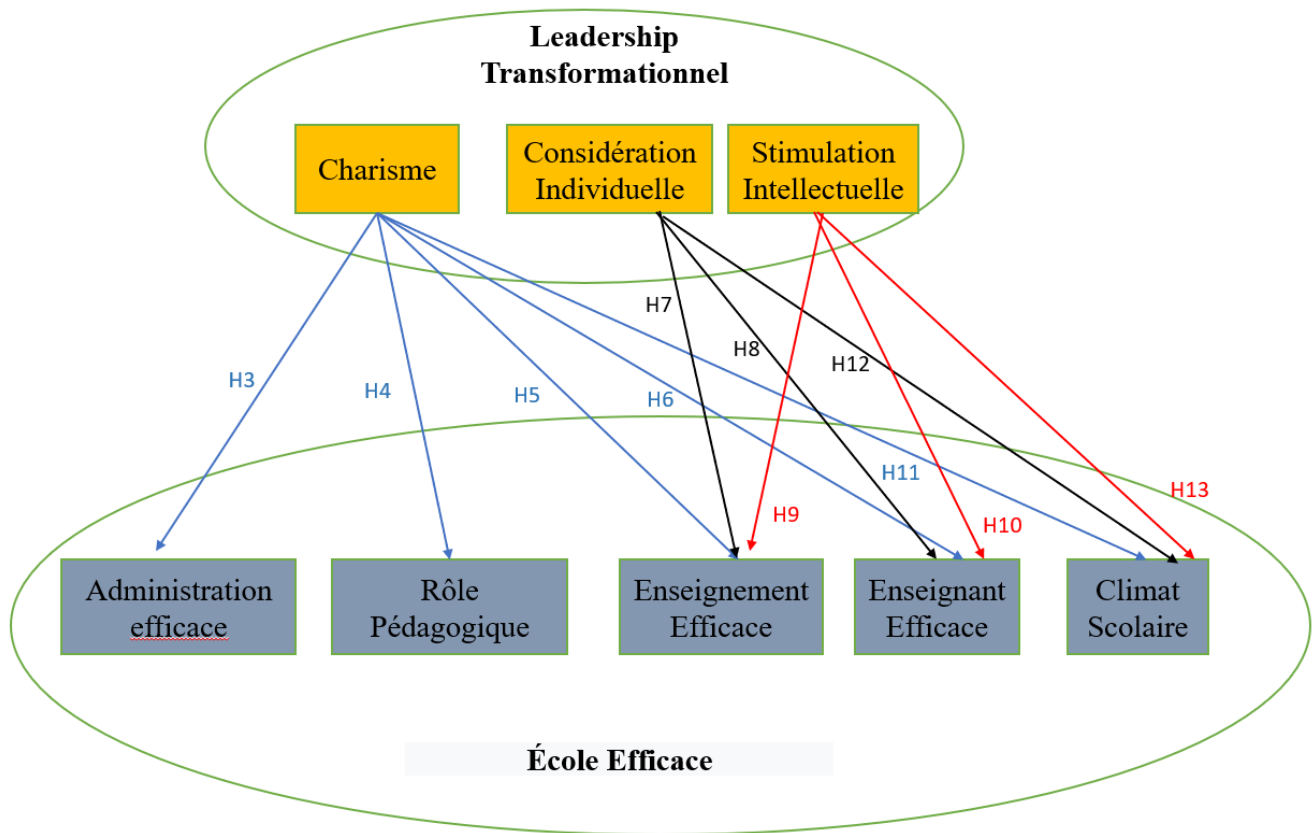 Leadership
Transformationnel
Charisme
Considération
Individuelle
Stimulation
Intellectuelle
H7
H8
H12
H3
H4
H5
H6
H11
H9
H10
H13
Administration
efficace
Rôle
Pédagogique
Enseignement
Efficace
Enseignant
Efficace
Climat
Scolaire
École Efficace